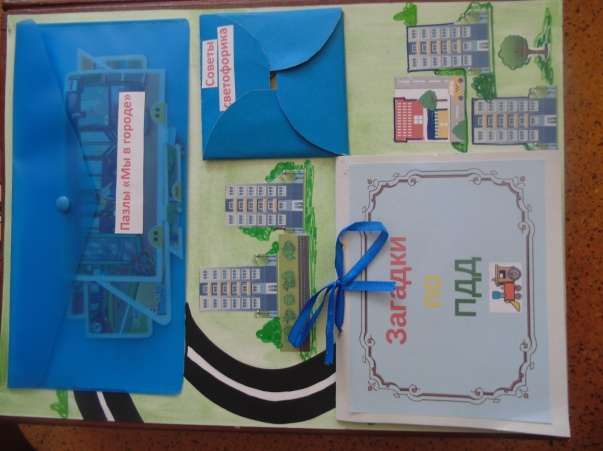 Пазлы «Мы в городе»
Советы
светофорика
Загадки
по
ПДД